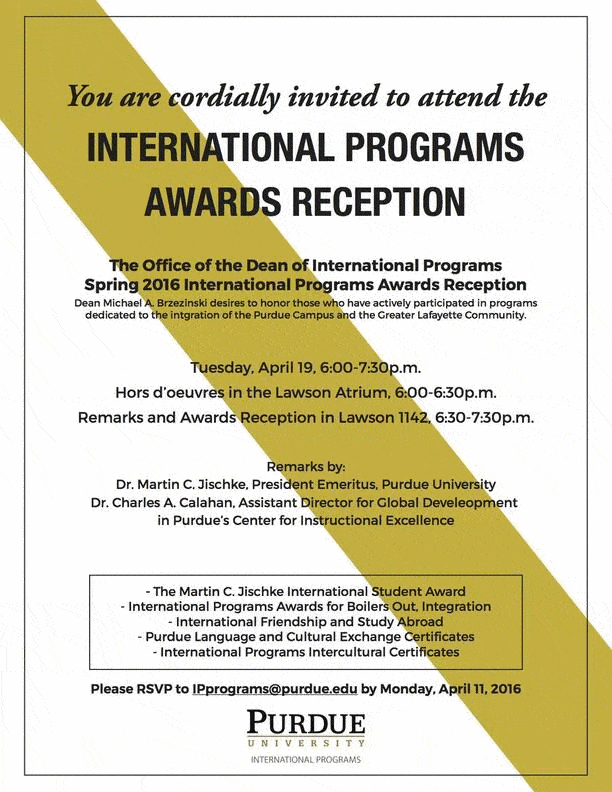 You are cordially invited to attend the
INTERNATIONAL PROGRAMS
AWARDS RECEPTION
The Office of the Dean of International Programs
Spring 2016 International Programs Awards Reception
Dean Michael A. Brzezinski desires to honor those who have actively participated in programs
dedicated to the intgration of the Purdue Campus and the Greater Lafayette Community.
Tuesday, April 19, 6:00-7:30p.m.
Hors d'oeuvres in the Lawson Atrium, 6:00-6:30p.m.
Remarks and Awards Reception in Lawson 1142, 6:30-7:30p.m.
Remarks by:
Dr. Martin C. Jischke, President Emeritus, Purdue University
Dr. Charles A. Calahan, Assistant Director for Global Develeopment
in Purdue's Center for Instructional Excellence
- The Martin C. Jischke International Student Award
- International Programs Awards for Boilers Out, Integration
- International Friendship and Study Abroad
- Purdue Language and Cultural Exchange Certificates
- International Programs Intercultural Certificates
Please RSVP to IPprograms@purdue.edu by Monday, April 11, 2016
PURDUE
UNIVERSITY
INTERNATIONAL PROGRAMS